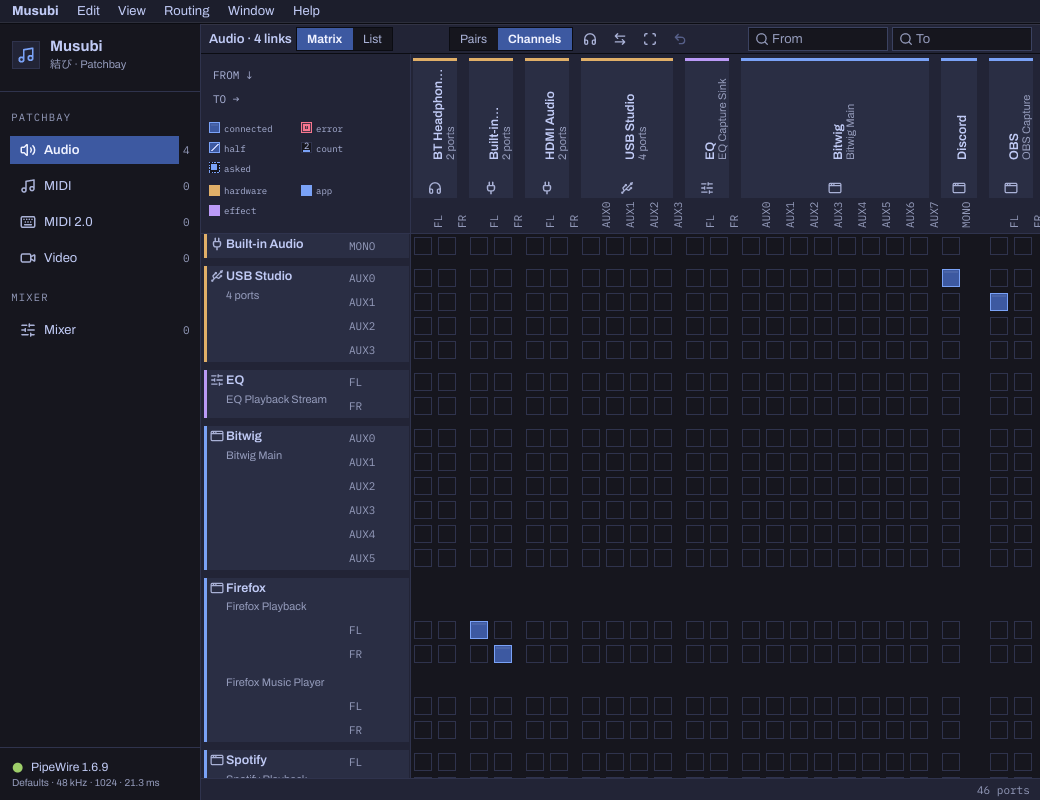 Musubi Edit View Routing Window Help
Musubi
結び · Patchbay
PATCHBAY
Audio 4
MIDI 0
MIDI 2.0 0
Video 0
MIXER
Mixer 0
PipeWire 1.6.9
Defaults · 48 kHz · 1024 · 21.3 ms
Audio · 4 links Matrix List Pairs Channels From To
FROM ↓
TO →
connected error
half 2 count
asked
hardware app
effect
BT Headphon…
2 ports
Built-in…
2 ports
HDMI Audio
2 ports
USB Studio
4 ports
EQ
EQ Capture Sink
Bitwig
Bitwig Main
Discord
OBS
OBS Capture
FL FR FL FR FL FR AUX0 AUX1 AUX2 AUX3 FL FR AUX0 AUX1 AUX2 AUX3 AUX4 AUX5 AUX6 AUX7 MONO FL FR
Built-in Audio MONO
USB Studio AUX0
4 ports
AUX1
AUX2
AUX3
EQ FL
EQ Playback Stream
FR
Bitwig AUX0
Bitwig Main
AUX1
AUX2
AUX3
AUX4
AUX5
Firefox
Firefox Playback
FL
FR
Firefox Music Player
FL
FR
Spotify FL
Spotify Playback
46 ports